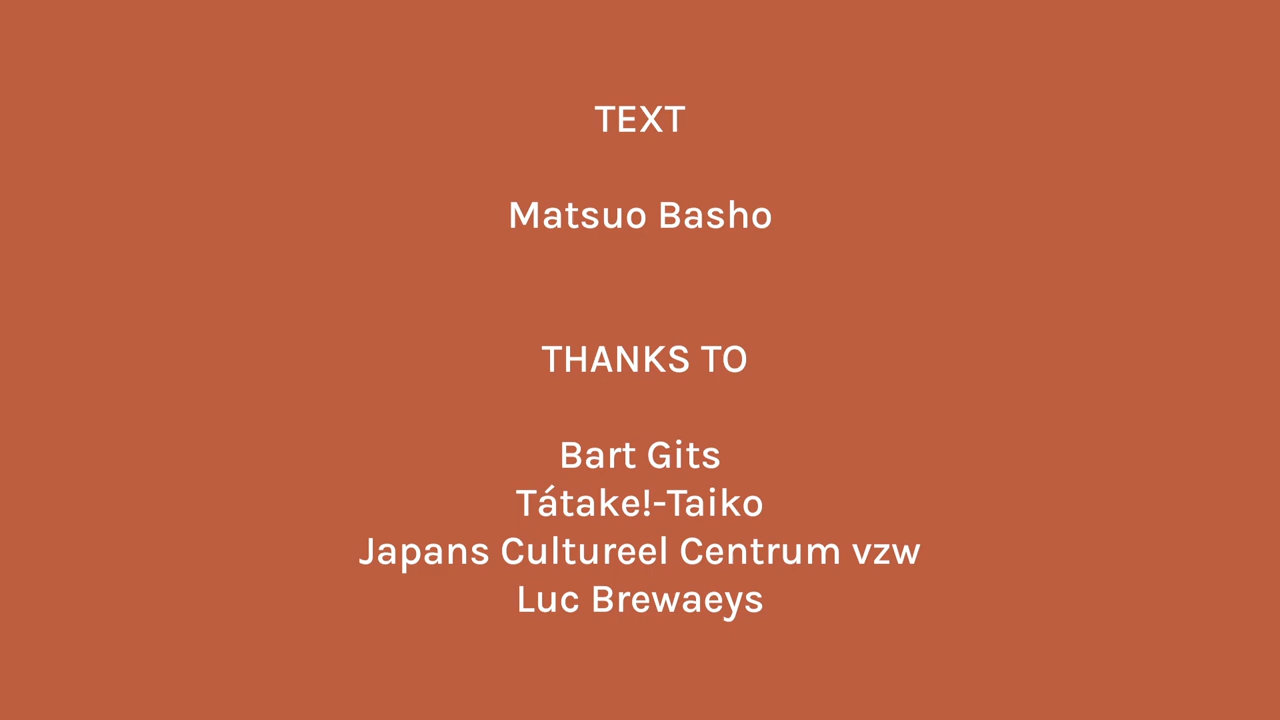 TEXT
Matsuo Basho
THANKS TO
Bart Gits
Tátake!-Taiko
Japans Cultureel Centrum vzw
Luc Brewaeys